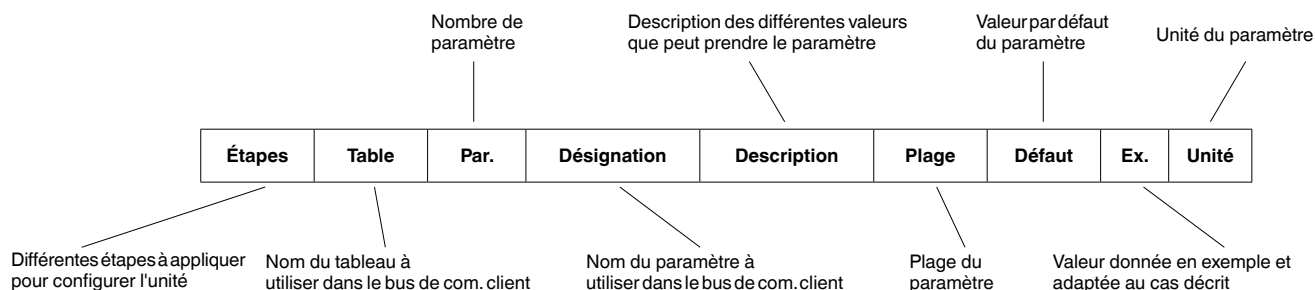 Nombre de
paramètre
Description des différentes valeurs
que peut prendre le paramètre
Valeur par défaut
du paramètre
Unité du paramètre
Étapes Table Par. Désignation Description Plage Défaut Ex. Unité
Différentes étapes à appliquer
pour configurer l'unité
Nom du tableau à
utiliser dans le bus de com. client
Nom du paramètre à
utiliser dans le bus de com. client
Plage du
paramètre
Valeur donnée en exemple et
adaptée au cas décrit